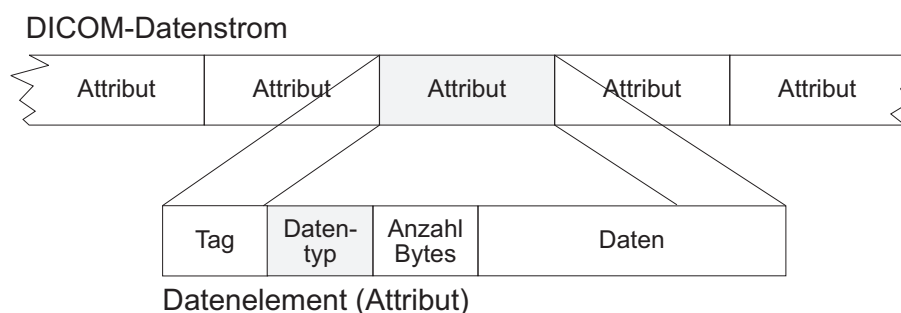 DICOM-Datenstrom
Attribut Attribut Attribut Attribut Attribut
Tag
Daten-
typ
Anzahl
Bytes
Daten
Datenelement (Attribut)